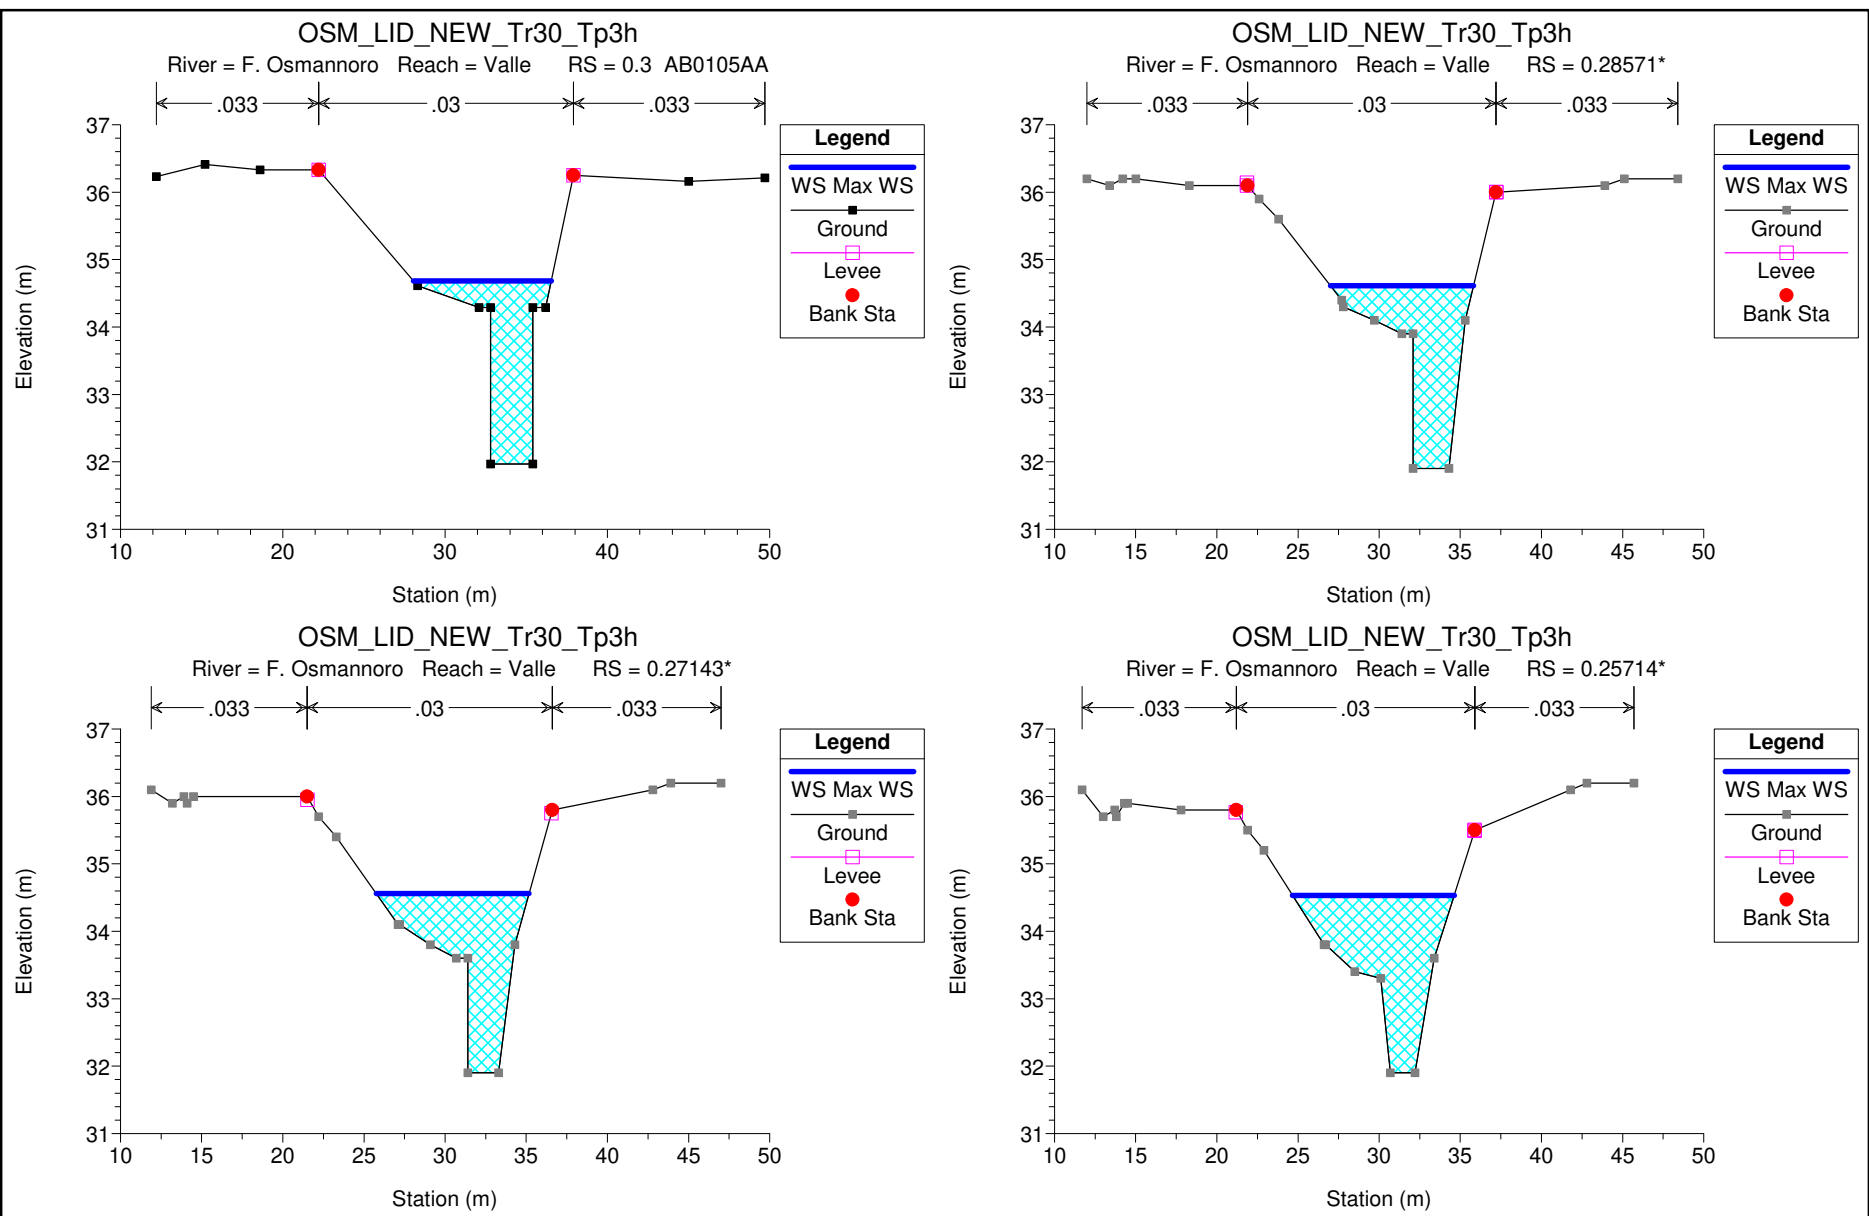 OSM_LID_NEW_Tr30_Tp3h
River = F. Osmannoro Reach = Valle RS = 0.3 AB0105AA
.033 .03 .033
37
36
35
34
33
32
31
Elevation (m)
10 20 30 40 50
Station (m)
Legend
WS Max WS
Ground
Levee
Bank Sta
OSM_LID_NEW_Tr30_Tp3h
River = F. Osmannoro Reach = Valle RS = 0.28571*
.033 .03 .033
37
36
35
34
33
32
31
Elevation (m)
10 15 20 25 30 35 40 45 50
Station (m)
Legend
WS Max WS
Ground
Levee
Bank Sta
OSM_LID_NEW_Tr30_Tp3h
River = F. Osmannoro Reach = Valle RS = 0.27143*
.033 .03 .033
37
36
35
34
33
32
31
Elevation (m)
10 15 20 25 30 35 40 45 50
Station (m)
Legend
WS Max WS
Ground
Levee
Bank Sta
OSM_LID_NEW_Tr30_Tp3h
River = F. Osmannoro Reach = Valle RS = 0.25714*
.033 .03 .033
37
36
35
34
33
32
31
Elevation (m)
10 15 20 25 30 35 40 45 50
Station (m)
Legend
WS Max WS
Ground
Levee
Bank Sta